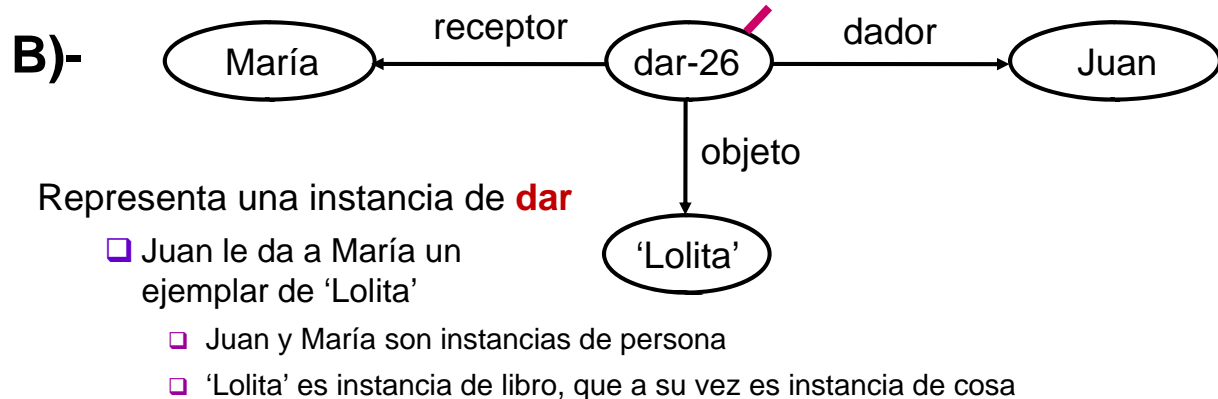 B)-
María
receptor
dar-26
dador
Juan
objeto
‘Lolita’
Representa una instancia de dar
Juan le da a María un
ejemplar de ‘Lolita’
Juan y María son instancias de persona
‘Lolita’ es instancia de libro, que a su vez es instancia de cosa